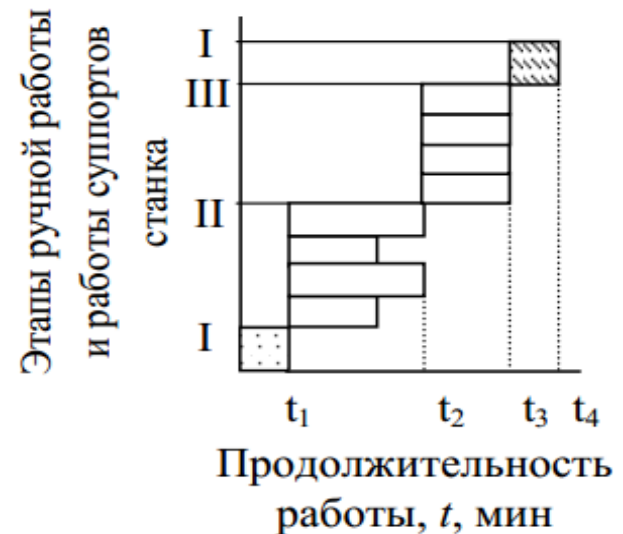 Этапы ручной работы
и работы суппортов
станка
I
III
II
I
t₁ t₂ t₃ t₄
Продолжительность
работы, t, мин